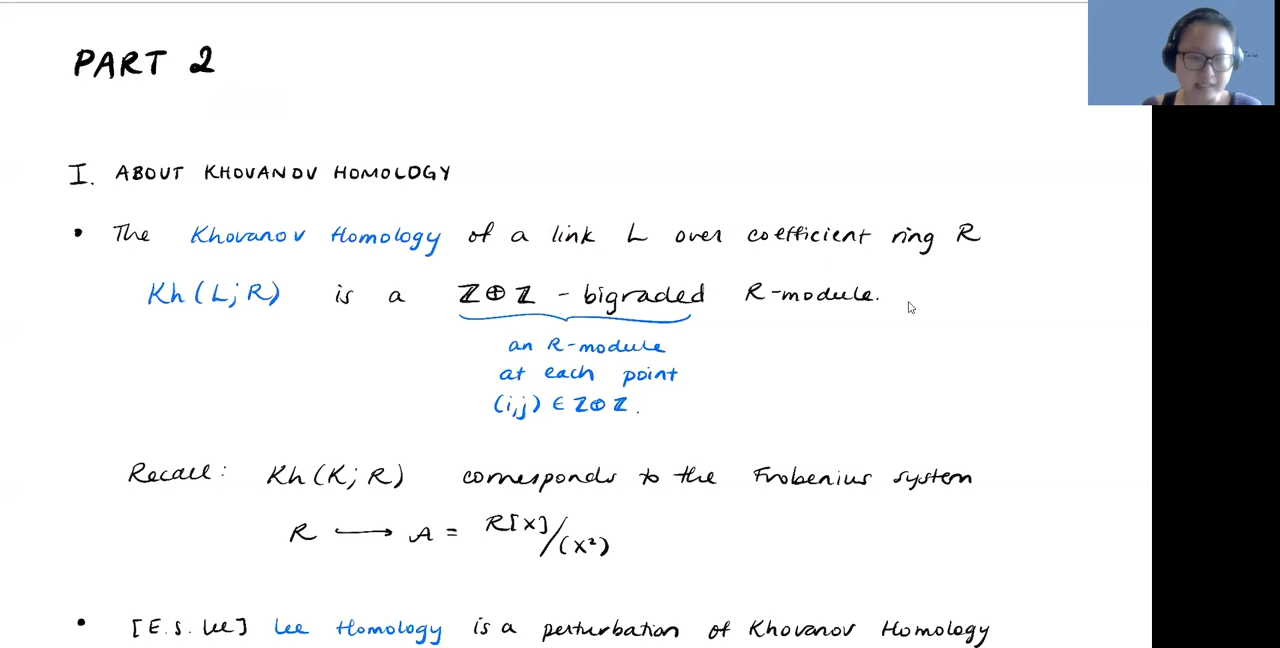 PART 2
I. ABOUT KHOVANOV HOMOLOGY
• The Khovanov Homology of a link L over coefficient ring R
Kh(L;R) is a ℤ⊕ℤ - bigraded R-module.
an R-module
at each point
(i,j) ∈ ℤ⊕ℤ.
Recall: Kh(K;R) corresponds to the Frobenius system
R ⟶ A = R[X]/(X²)
• [E.S. Lee] Lee Homology is a perturbation of Khovanov Homology